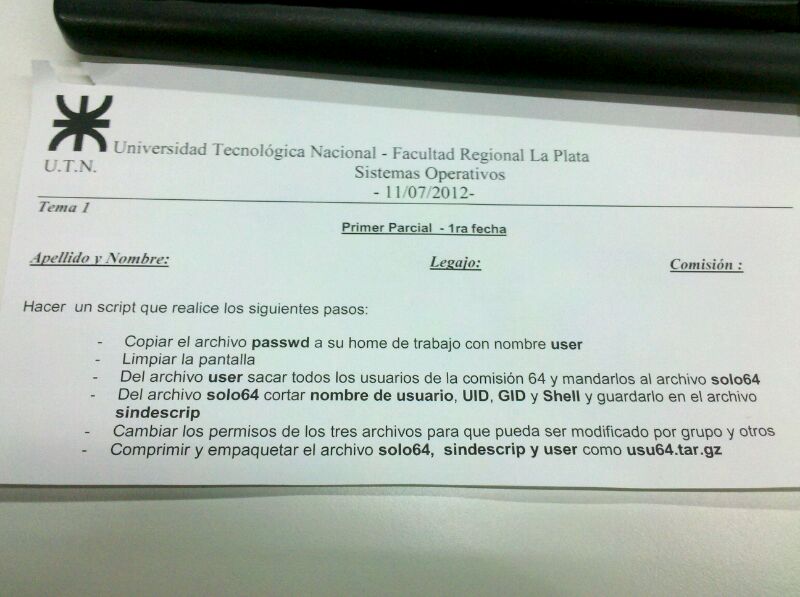 Universidad Tecnológica Nacional - Facultad Regional La Plata
U.T.N.
Sistemas Operativos
- 11/07/2012-
Tema 1
Primer Parcial - 1ra fecha
Apellido y Nombre: Legajo: Comisión :
Hacer un script que realice los siguientes pasos:
- Copiar el archivo passwd a su home de trabajo con nombre user
- Limpiar la pantalla
- Del archivo user sacar todos los usuarios de la comisión 64 y mandarlos al archivo solo64
- Del archivo solo64 cortar nombre de usuario, UID, GID y Shell y guardarlo en el archivo
sindescrip
- Cambiar los permisos de los tres archivos para que pueda ser modificado por grupo y otros
- Comprimir y empaquetar el archivo solo64, sindescrip y user como usu64.tar.gz